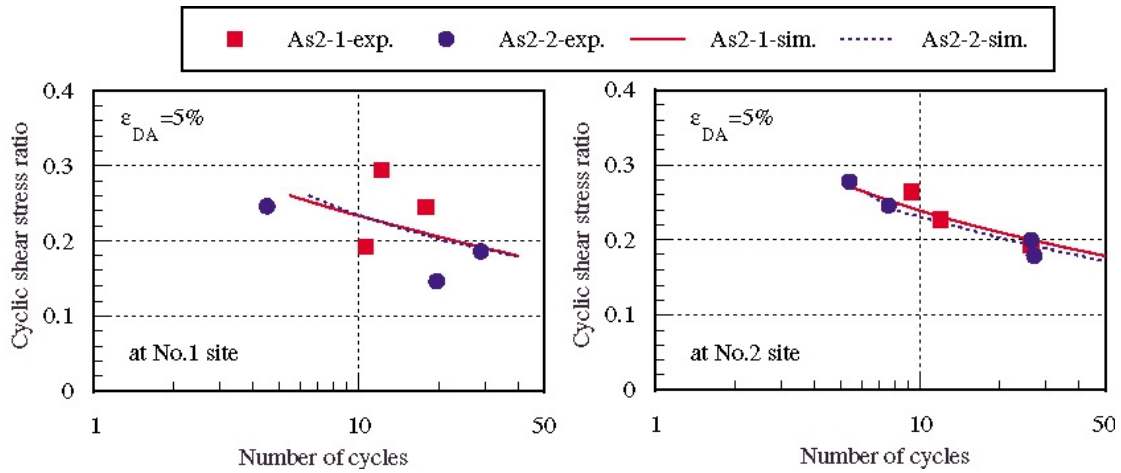 As2-1-exp. As2-2-exp. As2-1-sim. As2-2-sim.
Cyclic shear stress ratio
0.4
0.3
0.2
0.1
0
ε_DA=5%
at No.1 site
1 10 50
Number of cycles
Cyclic shear stress ratio
0.4
0.3
0.2
0.1
0
ε_DA=5%
at No.2 site
1 10 50
Number of cycles